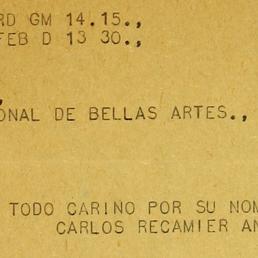 RD GM 14.15.,
FEB D 13 30.,
ONAL DE BELLAS ARTES.,
TODO CARINO POR SU NOM
CARLOS RECAMIER AN